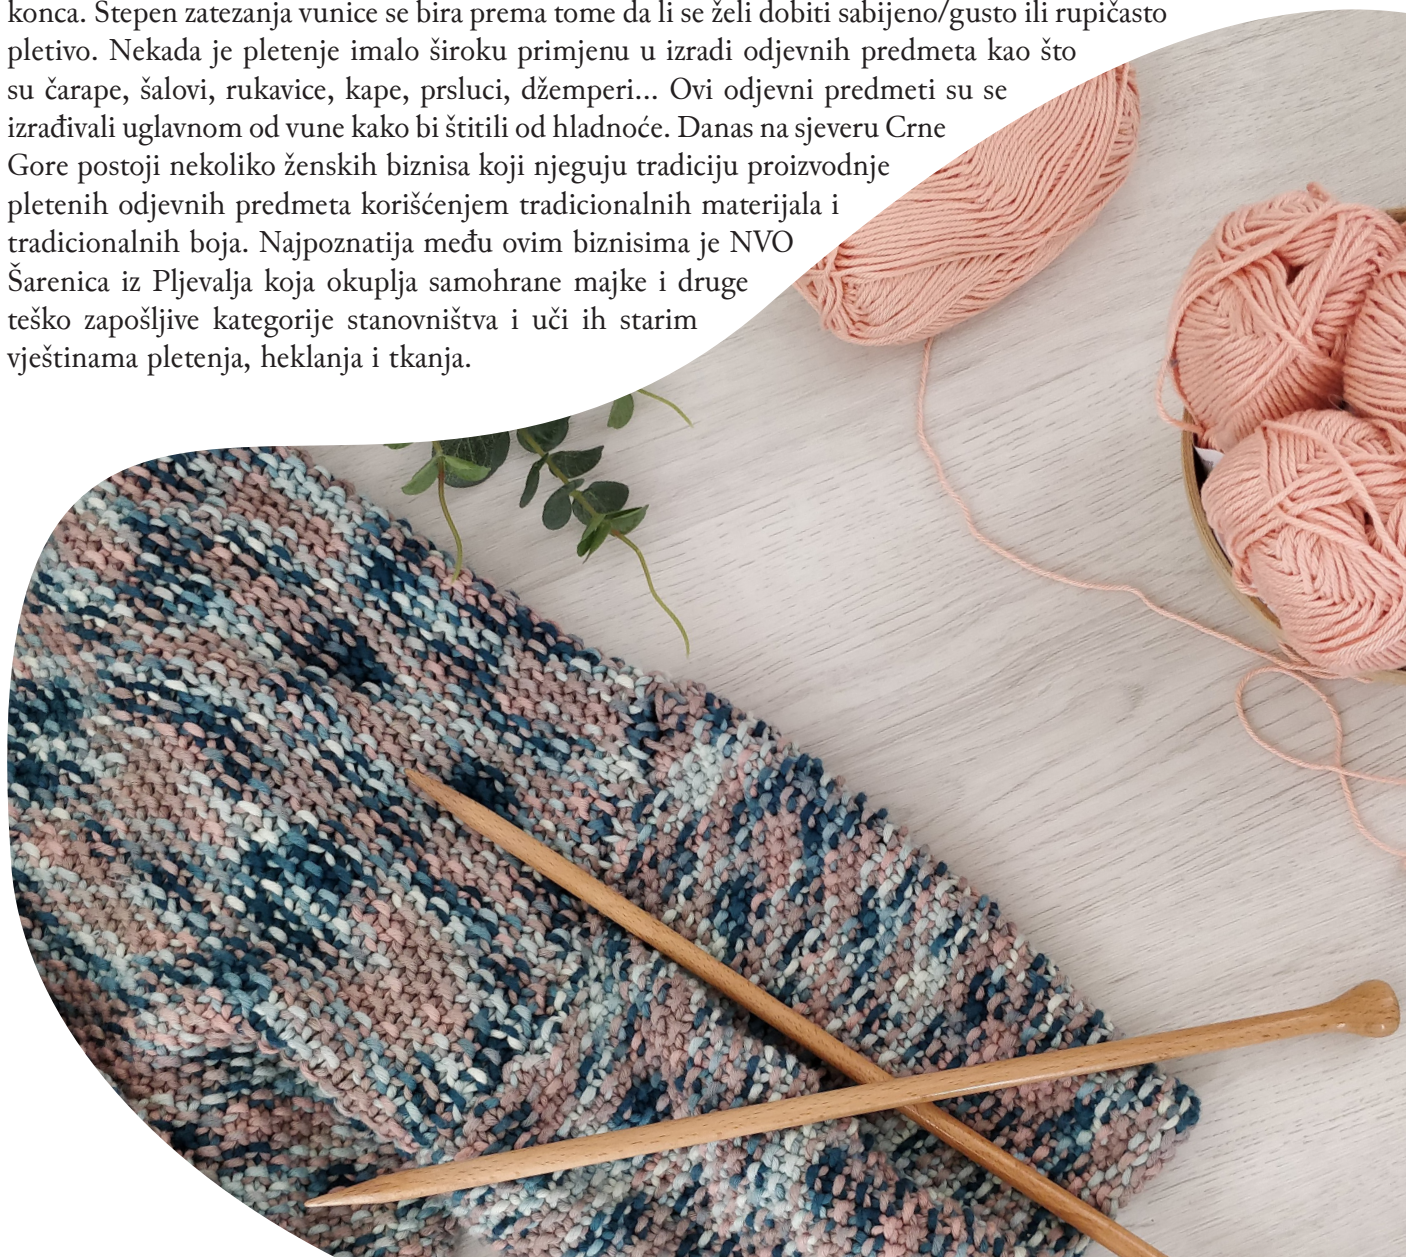 konca. Stepen zatezanja vunice se bira prema tome da li se želi dobiti sabijeno/gusto ili rupičasto
pletivo. Nekada je pletenje imalo široku primjenu u izradi odjevnih predmeta kao što
su čarape, šalovi, rukavice, kape, prsluci, džemperi... Ovi odjevni predmeti su se
izrađivali uglavnom od vune kako bi štitili od hladnoće. Danas na sjeveru Crne
Gore postoji nekoliko ženskih biznisa koji njeguju tradiciju proizvodnje
pletenih odjevnih predmeta korišćenjem tradicionalnih materijala i
tradicionalnih boja. Najpoznatija među ovim biznisima je NVO
Šarenica iz Pljevalja koja okuplja samohrane majke i druge
teško zapošljive kategorije stanovništva i uči ih starim
vještinama pletenja, heklanja i tkanja.